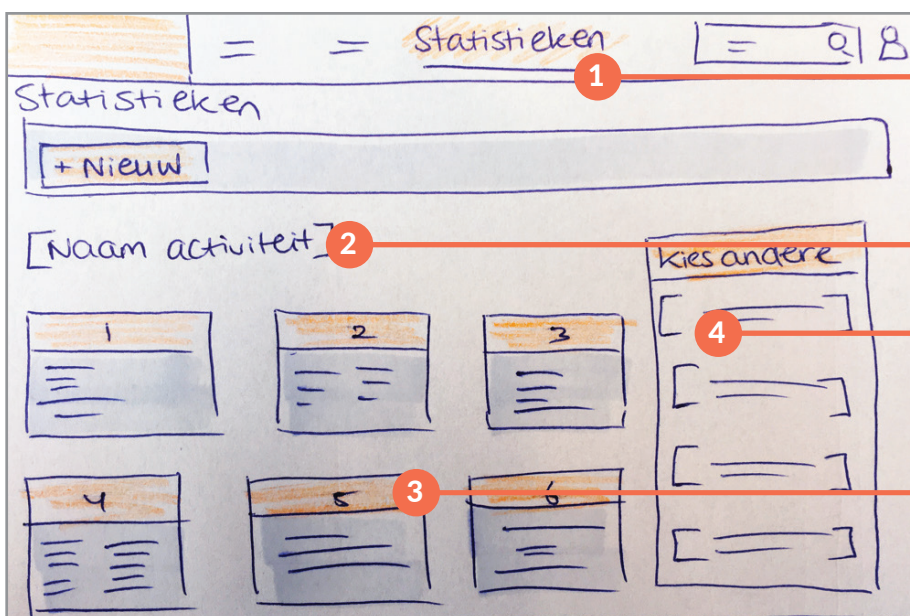 Statistieken
1
Statistieken
+ Nieuw
[Naam activiteit]
2
Kies andere
1
2
3
4
4
5
3
6